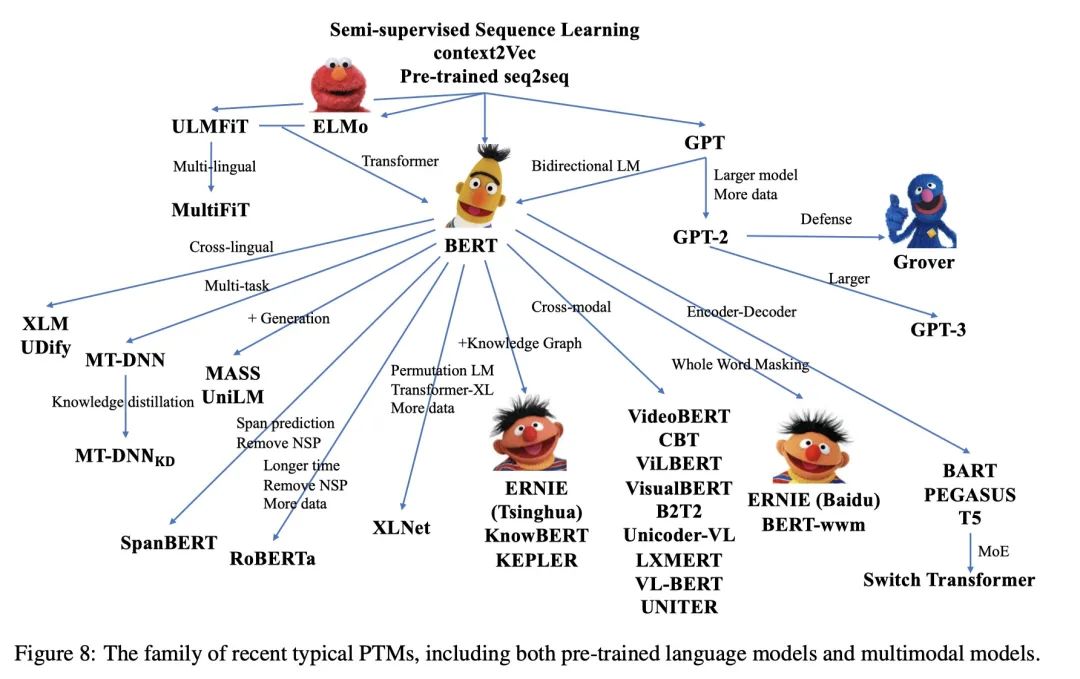 Semi-supervised Sequence Learning
context2Vec
Pre-trained seq2seq
ULMFiT
ELMo
GPT
Multi-lingual
Transformer
Bidirectional LM
Larger model
More data
MultiFiT
Defense
GPT-2
BERT
Grover
Cross-lingual
Multi-task
+ Generation
Larger
Cross-modal
Encoder-Decoder
XLM
UDify
GPT-3
MT-DNN
+Knowledge Graph
Whole Word Masking
MASS
UniLM
Permutation LM
Transformer-XL
More data
Knowledge distillation
Span prediction
Remove NSP
MT-DNNKD
Longer time
Remove NSP
More data
VideoBERT
CBT
ViLBERT
VisualBERT
B2T2
Unicoder-VL
LXMERT
VL-BERT
UNITER
ERNIE
(Tsinghua)
KnowBERT
KEPLER
ERNIE (Baidu)
BERT-wwm
BART
PEGASUS
T5
MoE
Switch Transformer
SpanBERT
RoBERTa
XLNet
Figure 8: The family of recent typical PTMs, including both pre-trained language models and multimodal models.